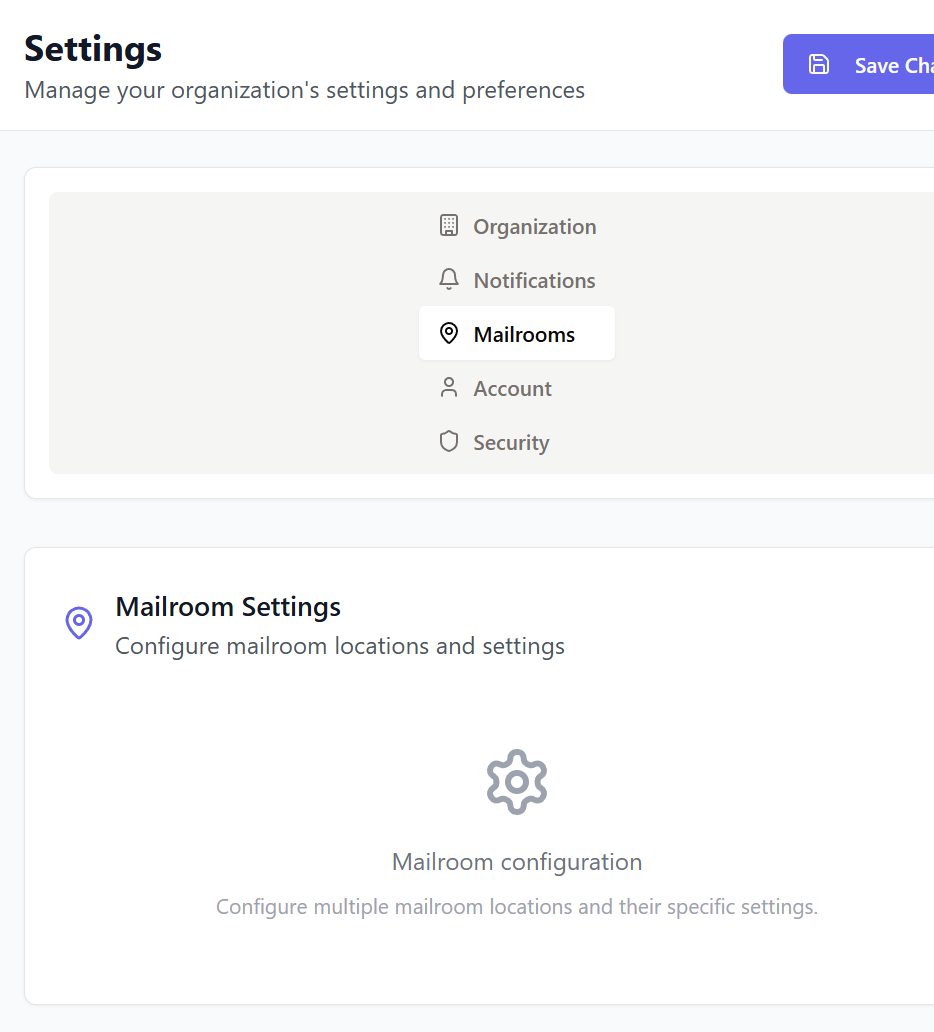 Settings
Manage your organization's settings and preferences
Save Cha
Organization
Notifications
Mailrooms
Account
Security
Mailroom Settings
Configure mailroom locations and settings
Mailroom configuration
Configure multiple mailroom locations and their specific settings.